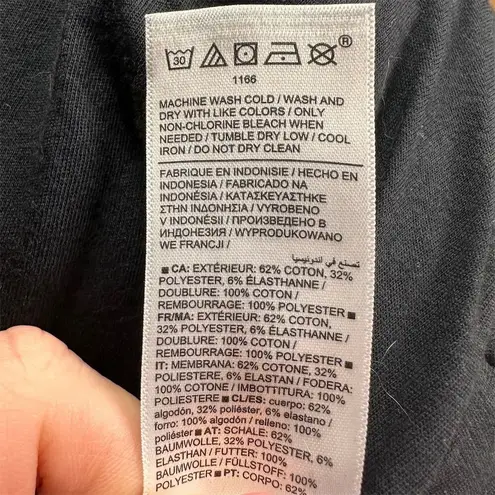 30 ®
1166
MACHINE WASH COLD / WASH AND
DRY WITH LIKE COLORS / ONLY
NON-CHLORINE BLEACH WHEN
NEEDED / TUMBLE DRY LOW / COOL
IRON / DO NOT DRY CLEAN
FABRIQUE EN INDONISIE / HECHO EN
INDONESIA / FABRICADO NA
INDONÉSIA / ΚΑΤΑΣΚΕΥΑΣΤΗΚΕ
ΣΤΗΝ ΙΝΔΟΝΗΣΙΑ / VYROBENO
V INDONÉSII / ПРОИЗВЕДЕНО В
ИНДОНЕЗИИ / WYPRODUKOWANO
WE FRANCJI /
تصنع في اندونيسيا
■ CA: EXTÉRIEUR: 62% COTON, 32%
POLYESTER, 6% ÉLASTHANNE /
DOUBLURE: 100% COTON /
REMBOURRAGE: 100% POLYESTER ■
FR/MA: EXTÉRIEUR: 62% COTON,
32% POLYESTER, 6% ÉLASTHANNE /
DOUBLURE: 100% COTON /
REMBOURRAGE: 100% POLYESTER ■
IT: MEMBRANA: 62% COTONE, 32%
POLIESTERE, 6% ELASTAN / FODERA:
100% COTONE / IMBOTTITURA: 100%
POLIESTERE ■ CL/ES: cuerpo: 62%
algodón, 32% poliéster, 6% elastano /
forro: 100% algodón / relleno: 100%
poliéster ■ AT: SCHALE: 62%
BAUMWOLLE, 32% POLYESTER, 6%
ELASTHAN / FUTTER: 100%
BAUMWOLLE / FÜLLSTOFF: 100%
POLYESTER ■ PT: CORPO: 62%